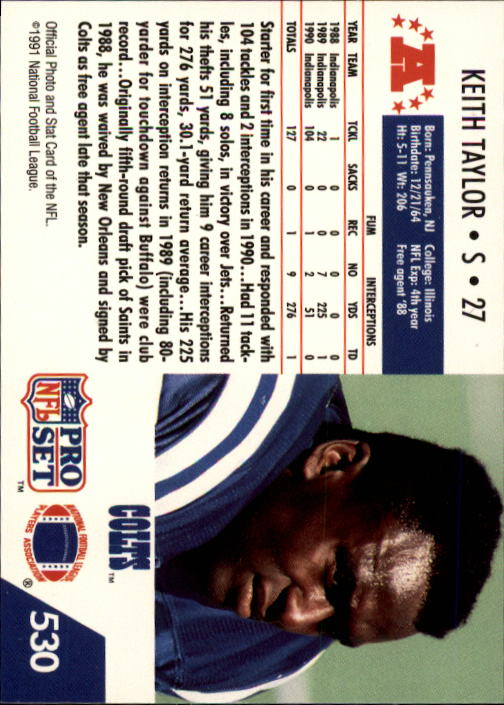 KEITH TAYLOR • S • 27
A
Born: Pennsauken, NJ College: Illinois
Birthdate: 12/21/64 NFL Exp: 4th year
Ht: 5-11 Wt: 206 Free agent '88
FUM INTERCEPTIONS
YEAR TEAM TCKL SACKS REC NO YDS TD
1988 Indianapolis 1 0 0 0 0 0
1989 Indianapolis 22 0 0 7 225 1
1990 Indianapolis 104 0 1 2 51 0
TOTALS 127 0 1 9 276 1
Starter for first time in his career and responded with
104 tackles and 2 interceptions in 1990...Had 11 tack-
les, including 8 solos, in victory over Jets...Returned
his thefts 51 yards, giving him 9 career interceptions
for 276 yards, 30.1-yard return average...His 225
yards on interception returns in 1989 (including 80-
yarder for touchdown against Buffalo) were club
record...Originally fifth-round draft pick of Saints in
1988, he was waived by New Orleans and signed by
Colts as free agent late that season.
Official Photo and Stat Card of the NFL.
©1991 National Football League.
COLTS™
PRO
NFL SET™
NATIONAL FOOTBALL LEAGUE
PLAYERS ASSOCIATION®
530